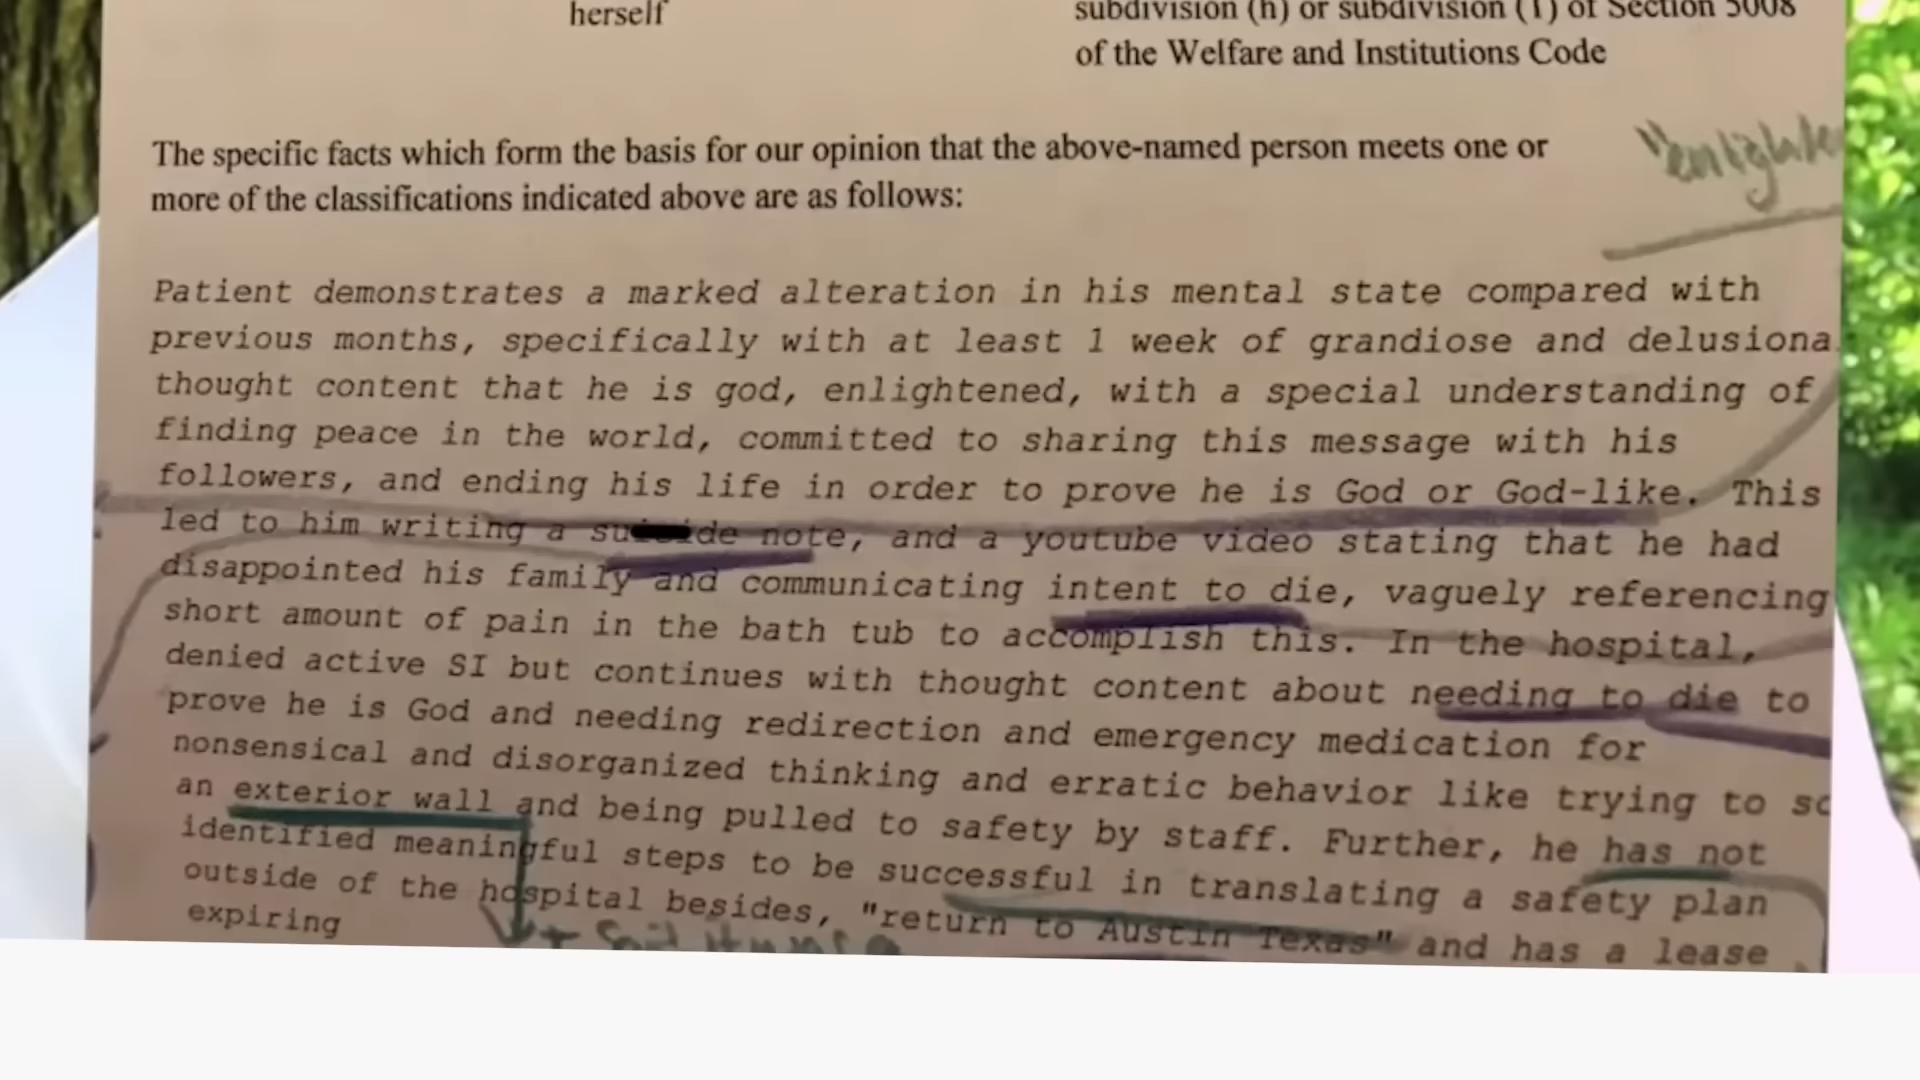 herself
subdivision (h) or subdivision (1) of Section 5008
of the Welfare and Institutions Code
"enlighte
The specific facts which form the basis for our opinion that the above-named person meets one or
more of the classifications indicated above are as follows:
Patient demonstrates a marked alteration in his mental state compared with
previous months, specifically with at least 1 week of grandiose and delusiona
thought content that he is god, enlightened, with a special understanding of
finding peace in the world, committed to sharing this message with his
followers, and ending his life in order to prove he is God or God-like. This
led to him writing a su de note, and a youtube video stating that he had
disappointed his family and communicating intent to die, vaguely referencing
short amount of pain in the bath tub to accomplish this. In the hospital,
denied active SI but continues with thought content about needing to die to
prove he is God and needing redirection and emergency medication for
nonsensical and disorganized thinking and erratic behavior like trying to sc
an exterior wall and being pulled to safety by staff. Further, he has not
identified meaningful steps to be successful in translating a safety plan
outside of the hospital besides, "return to Austin Texas" and has a lease
expiring